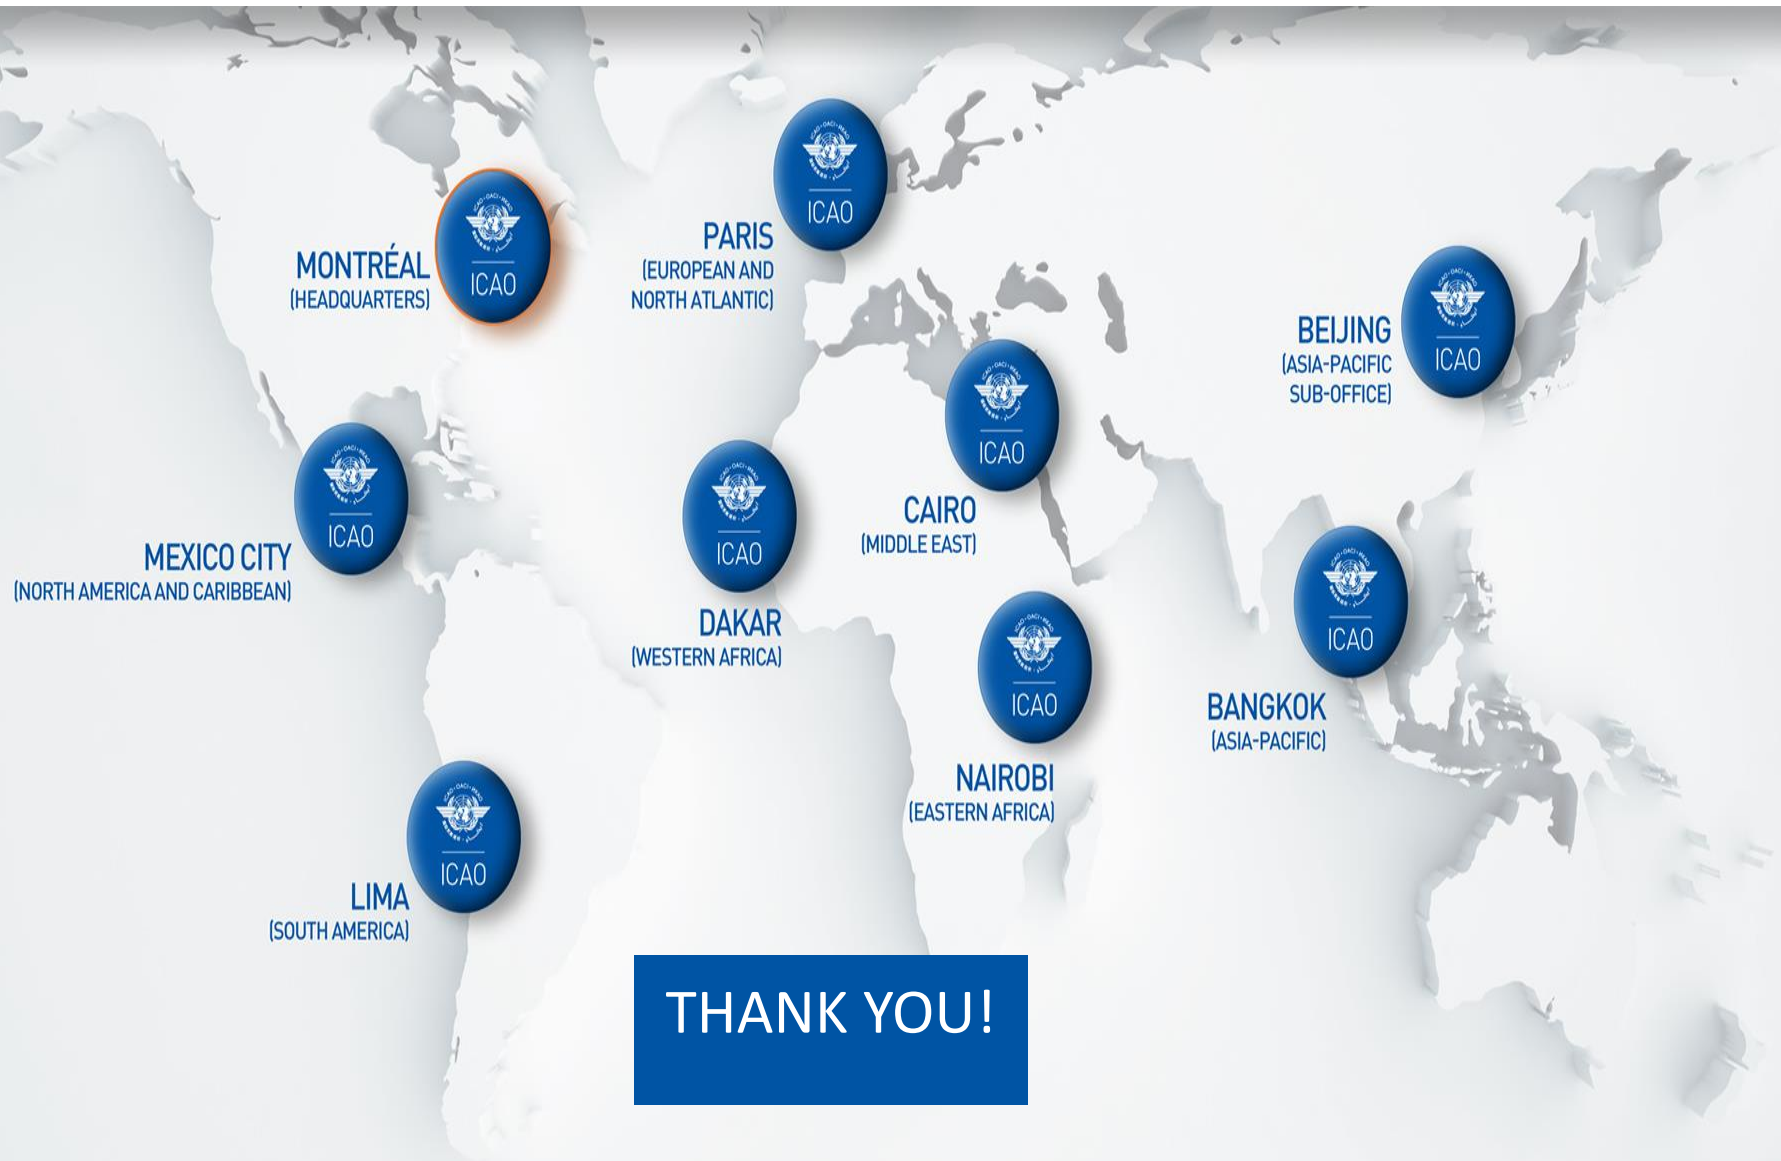 ICAO
PARIS
(EUROPEAN AND
NORTH ATLANTIC)
ICAO
MONTRÉAL
(HEADQUARTERS)
ICAO
BEIJING
(ASIA-PACIFIC
SUB-OFFICE)
ICAO
CAIRO
(MIDDLE EAST)
ICAO
MEXICO CITY
(NORTH AMERICA AND CARIBBEAN)
ICAO
DAKAR
(WESTERN AFRICA)
ICAO
BANGKOK
(ASIA-PACIFIC)
ICAO
NAIROBI
(EASTERN AFRICA)
ICAO
LIMA
(SOUTH AMERICA)
THANK YOU!